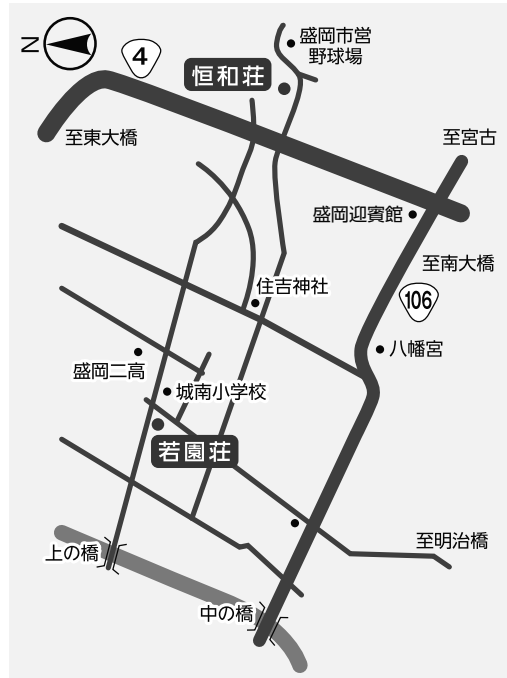 盛岡市営
野球場
N
4
恒和荘
至東大橋
至宮古
盛岡迎賓館
至南大橋
住吉神社
106
八幡宮
盛岡二高
城南小学校
若園荘
至明治橋
上の橋
中の橋